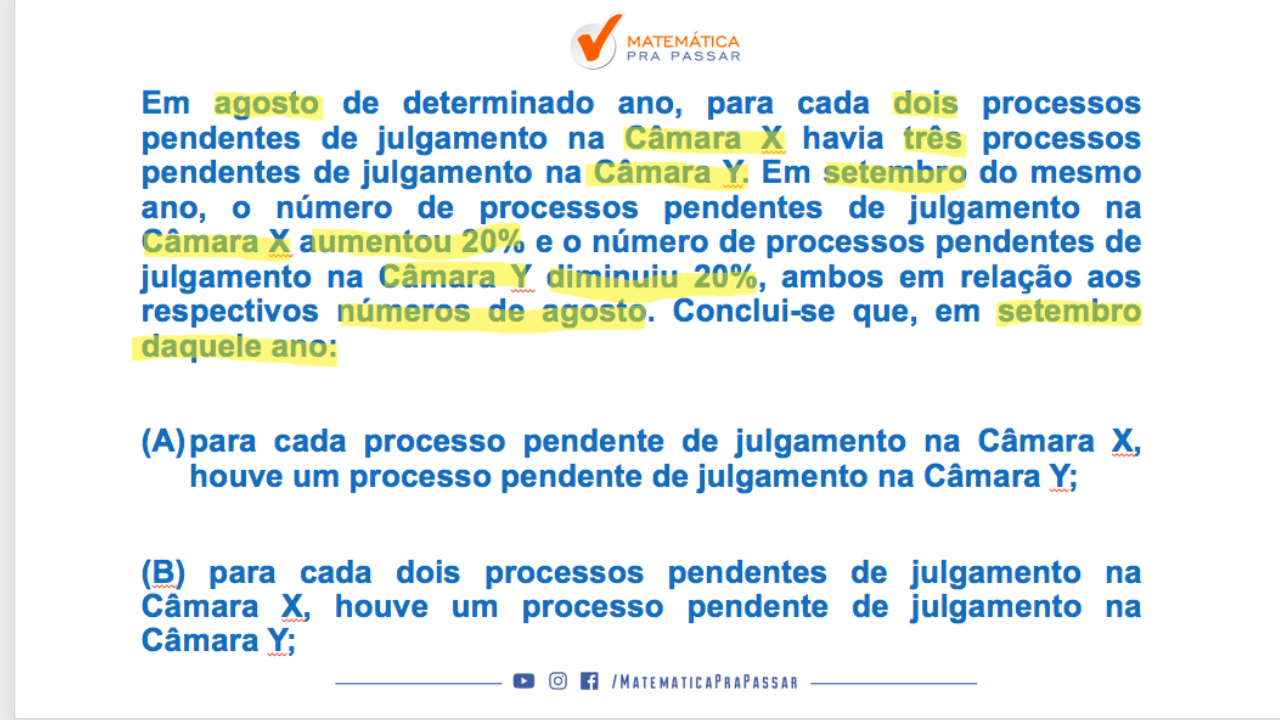 MATEMÁTICA
PRA PASSAR
Em agosto de determinado ano, para cada dois processos
pendentes de julgamento na Câmara X havia três processos
pendentes de julgamento na Câmara Y. Em setembro do mesmo
ano, o número de processos pendentes de julgamento na
Câmara X aumentou 20% e o número de processos pendentes de
julgamento na Câmara Y diminuiu 20%, ambos em relação aos
respectivos números de agosto. Conclui-se que, em setembro
daquele ano:
(A) para cada processo pendente de julgamento na Câmara X,
houve um processo pendente de julgamento na Câmara Y;
(B) para cada dois processos pendentes de julgamento na
Câmara X, houve um processo pendente de julgamento na
Câmara Y;
/MATEMATICAPRAPASSAR